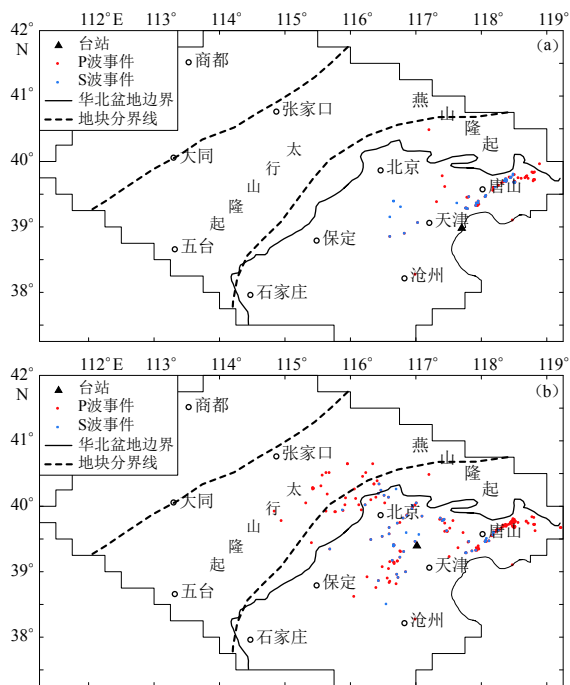 42°
N
41°
40°
39°
38°
台站
P波事件
S波事件
华北盆地边界
地块分界线
(a)
商都
张家口
大同
燕山隆起
太行山隆起
北京
唐山
天津
五台
保定
沧州
石家庄
112°E 113° 114° 115° 116° 117° 118° 119°
42°
N
41°
40°
39°
38°
台站
P波事件
S波事件
华北盆地边界
地块分界线
(b)
商都
张家口
大同
燕山隆起
太行山隆起
北京
唐山
天津
五台
保定
沧州
石家庄
112°E 113° 114° 115° 116° 117° 118° 119°